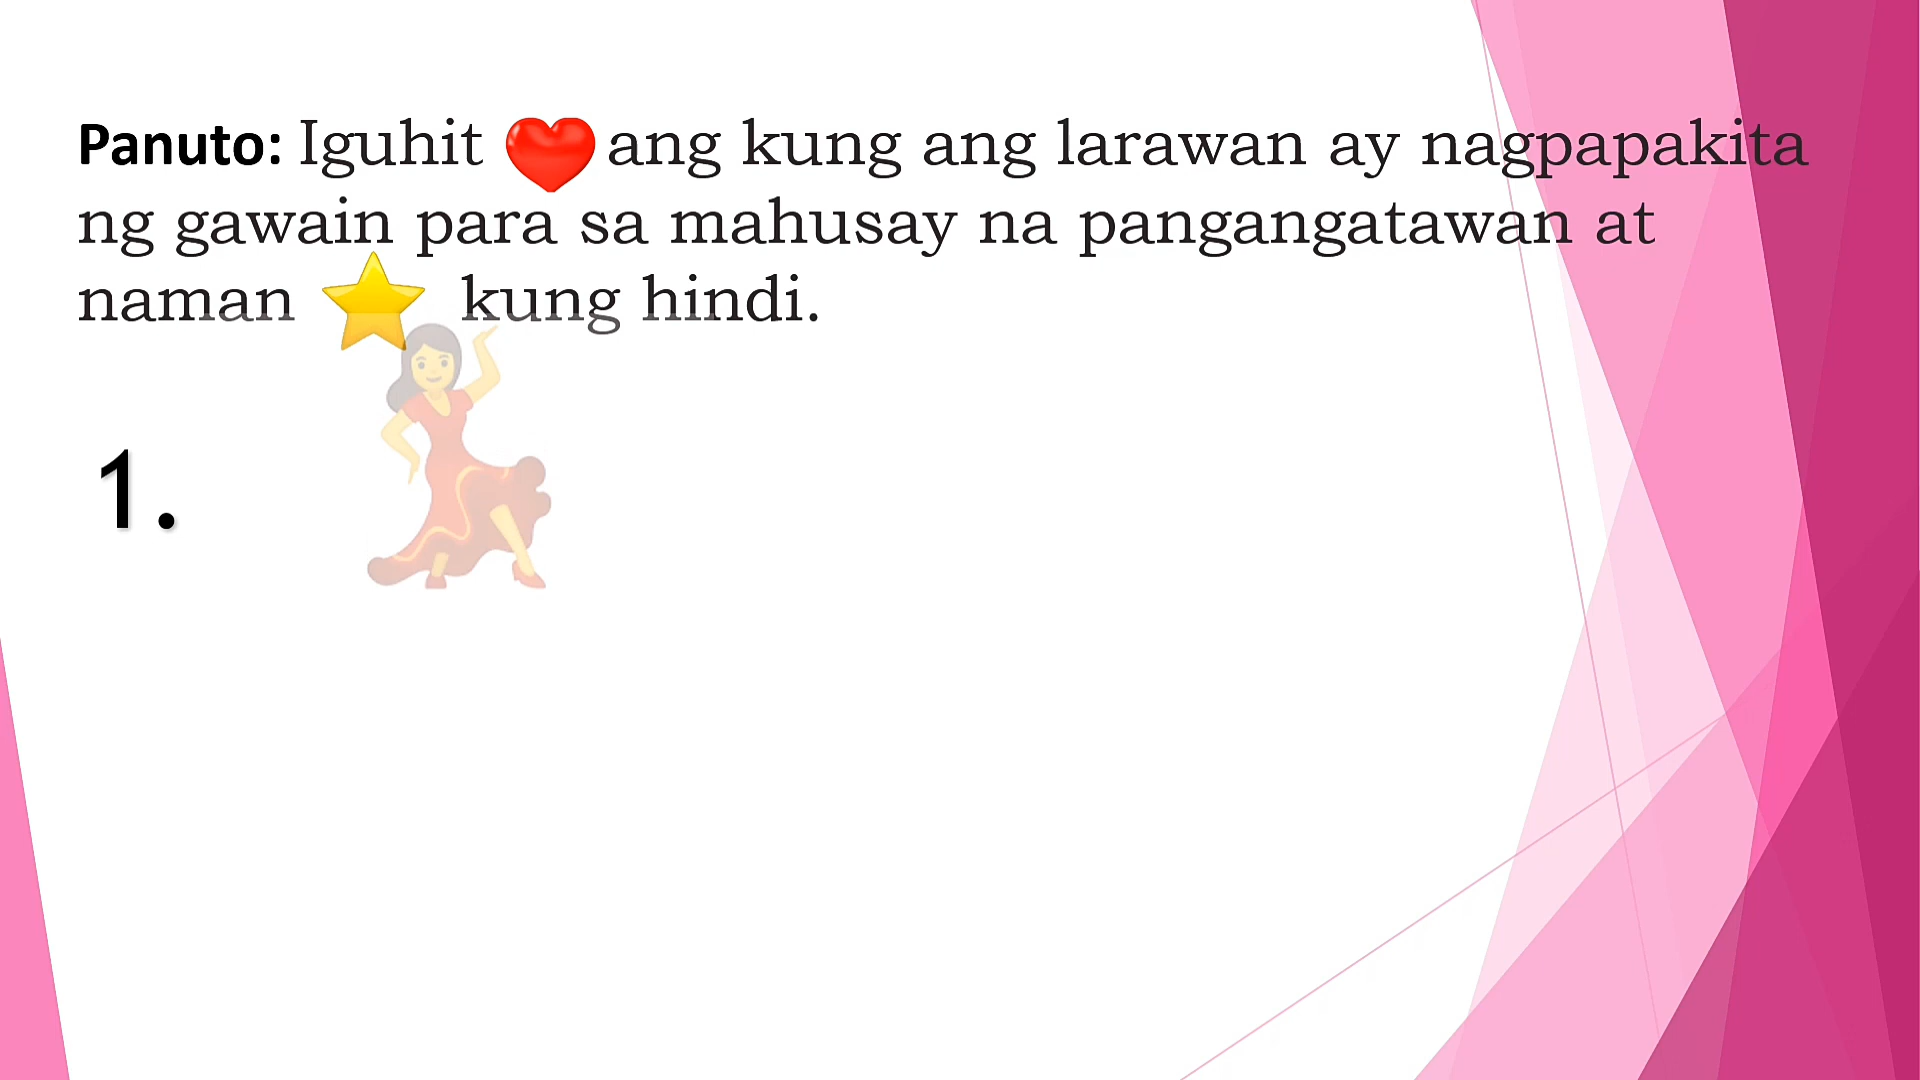 Panuto: Iguhit ang kung ang larawan ay nagpapakita
ng gawain para sa mahusay na pangangatawan at
naman kung hindi.
1.